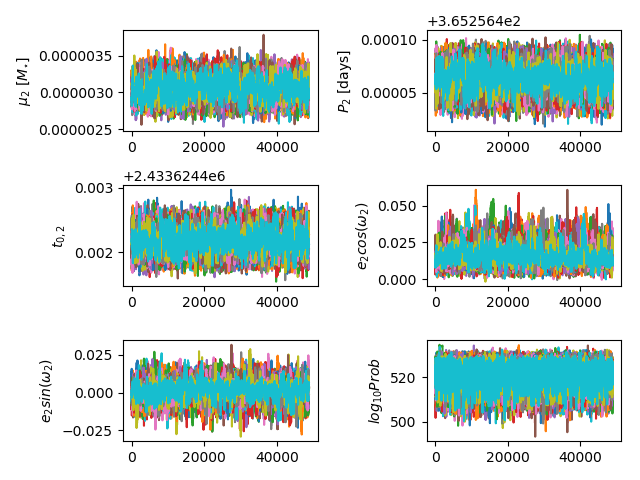 +3.652564e2
μ₂ [M⋆]
0.0000035
0.0000030
0.0000025
0 20000 40000
P₂ [days]
0.00010
0.00005
0 20000 40000
+2.4336244e6
t₀,₂
0.003
0.002
0 20000 40000
e₂cos(ω₂)
0.050
0.025
0.000
0 20000 40000
e₂sin(ω₂)
0.025
0.000
−0.025
0 20000 40000
log₁₀Prob
520
500
0 20000 40000